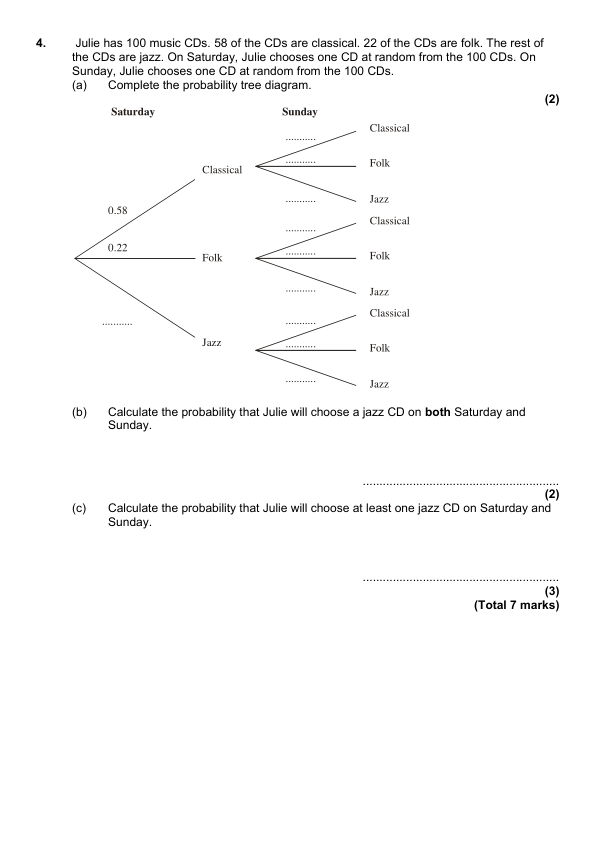 4. Julie has 100 music CDs. 58 of the CDs are classical. 22 of the CDs are folk. The rest of
the CDs are jazz. On Saturday, Julie chooses one CD at random from the 100 CDs. On
Sunday, Julie chooses one CD at random from the 100 CDs.
(a) Complete the probability tree diagram.
(2)
Saturday Sunday
........... Classical
........... Folk
Classical
........... Jazz
0.58
........... Classical
0.22
........... Folk
Folk
........... Jazz
........... Classical
...........
........... Folk
Jazz
........... Jazz
(b) Calculate the probability that Julie will choose a jazz CD on both Saturday and
Sunday.
...........................................................
(2)
(c) Calculate the probability that Julie will choose at least one jazz CD on Saturday and
Sunday.
...........................................................
(3)
(Total 7 marks)